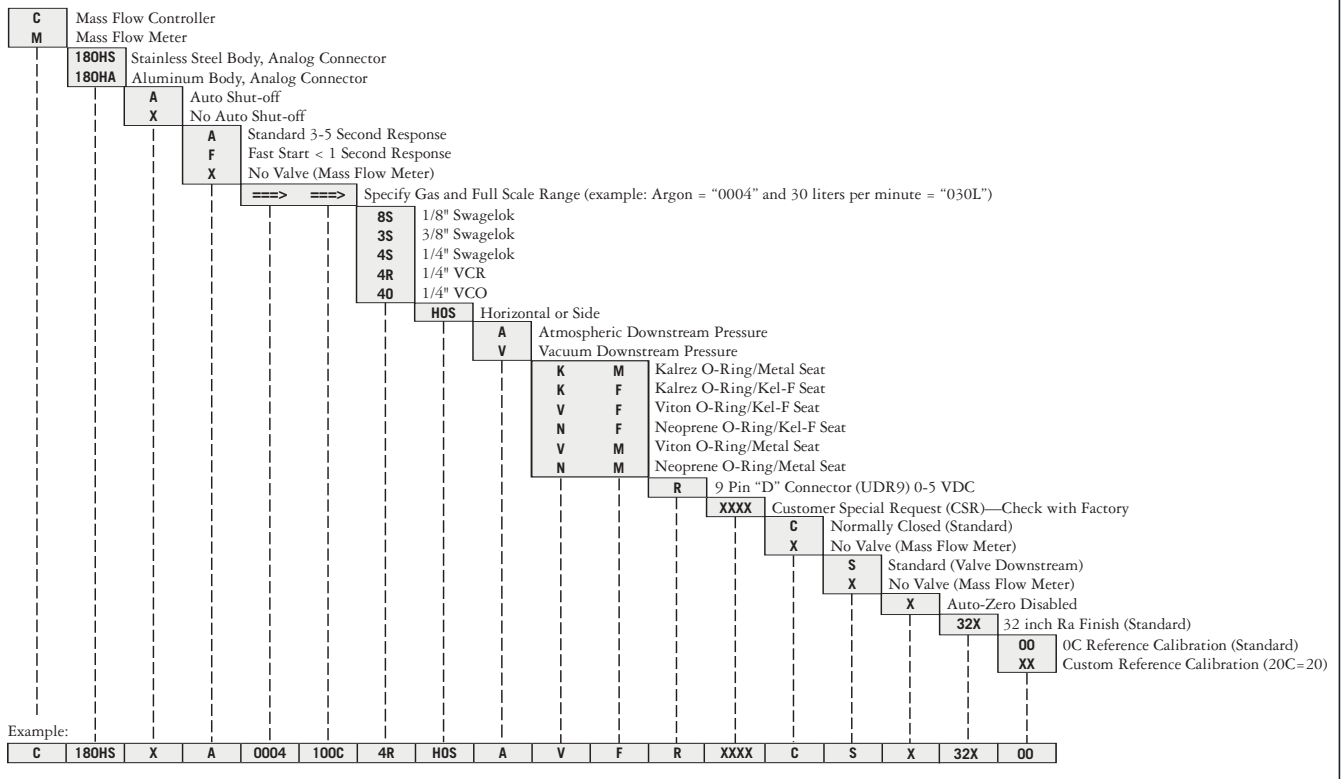 C Mass Flow Controller
M Mass Flow Meter
180HS Stainless Steel Body, Analog Connector
180HA Aluminum Body, Analog Connector
A Auto Shut-off
X No Auto Shut-off
A Standard 3-5 Second Response
F Fast Start < 1 Second Response
X No Valve (Mass Flow Meter)
===> ===> Specify Gas and Full Scale Range (example: Argon = “0004” and 30 liters per minute = “030L”)
8S 1/8" Swagelok
3S 3/8" Swagelok
4S 1/4" Swagelok
4R 1/4" VCR
4O 1/4" VCO
HOS Horizontal or Side
A Atmospheric Downstream Pressure
V Vacuum Downstream Pressure
K M Kalrez O-Ring/Metal Seat
K F Kalrez O-Ring/Kel-F Seat
V F Viton O-Ring/Kel-F Seat
N F Neoprene O-Ring/Kel-F Seat
V M Viton O-Ring/Metal Seat
N M Neoprene O-Ring/Metal Seat
R 9 Pin “D” Connector (UDR9) 0-5 VDC
XXXX Customer Special Request (CSR)—Check with Factory
C Normally Closed (Standard)
X No Valve (Mass Flow Meter)
S Standard (Valve Downstream)
X No Valve (Mass Flow Meter)
X Auto-Zero Disabled
32X 32 inch Ra Finish (Standard)
00 0C Reference Calibration (Standard)
XX Custom Reference Calibration (20C=20)
Example:
C 180HS X A 0004 100C 4R HOS A V F R XXXX C S X 32X 00